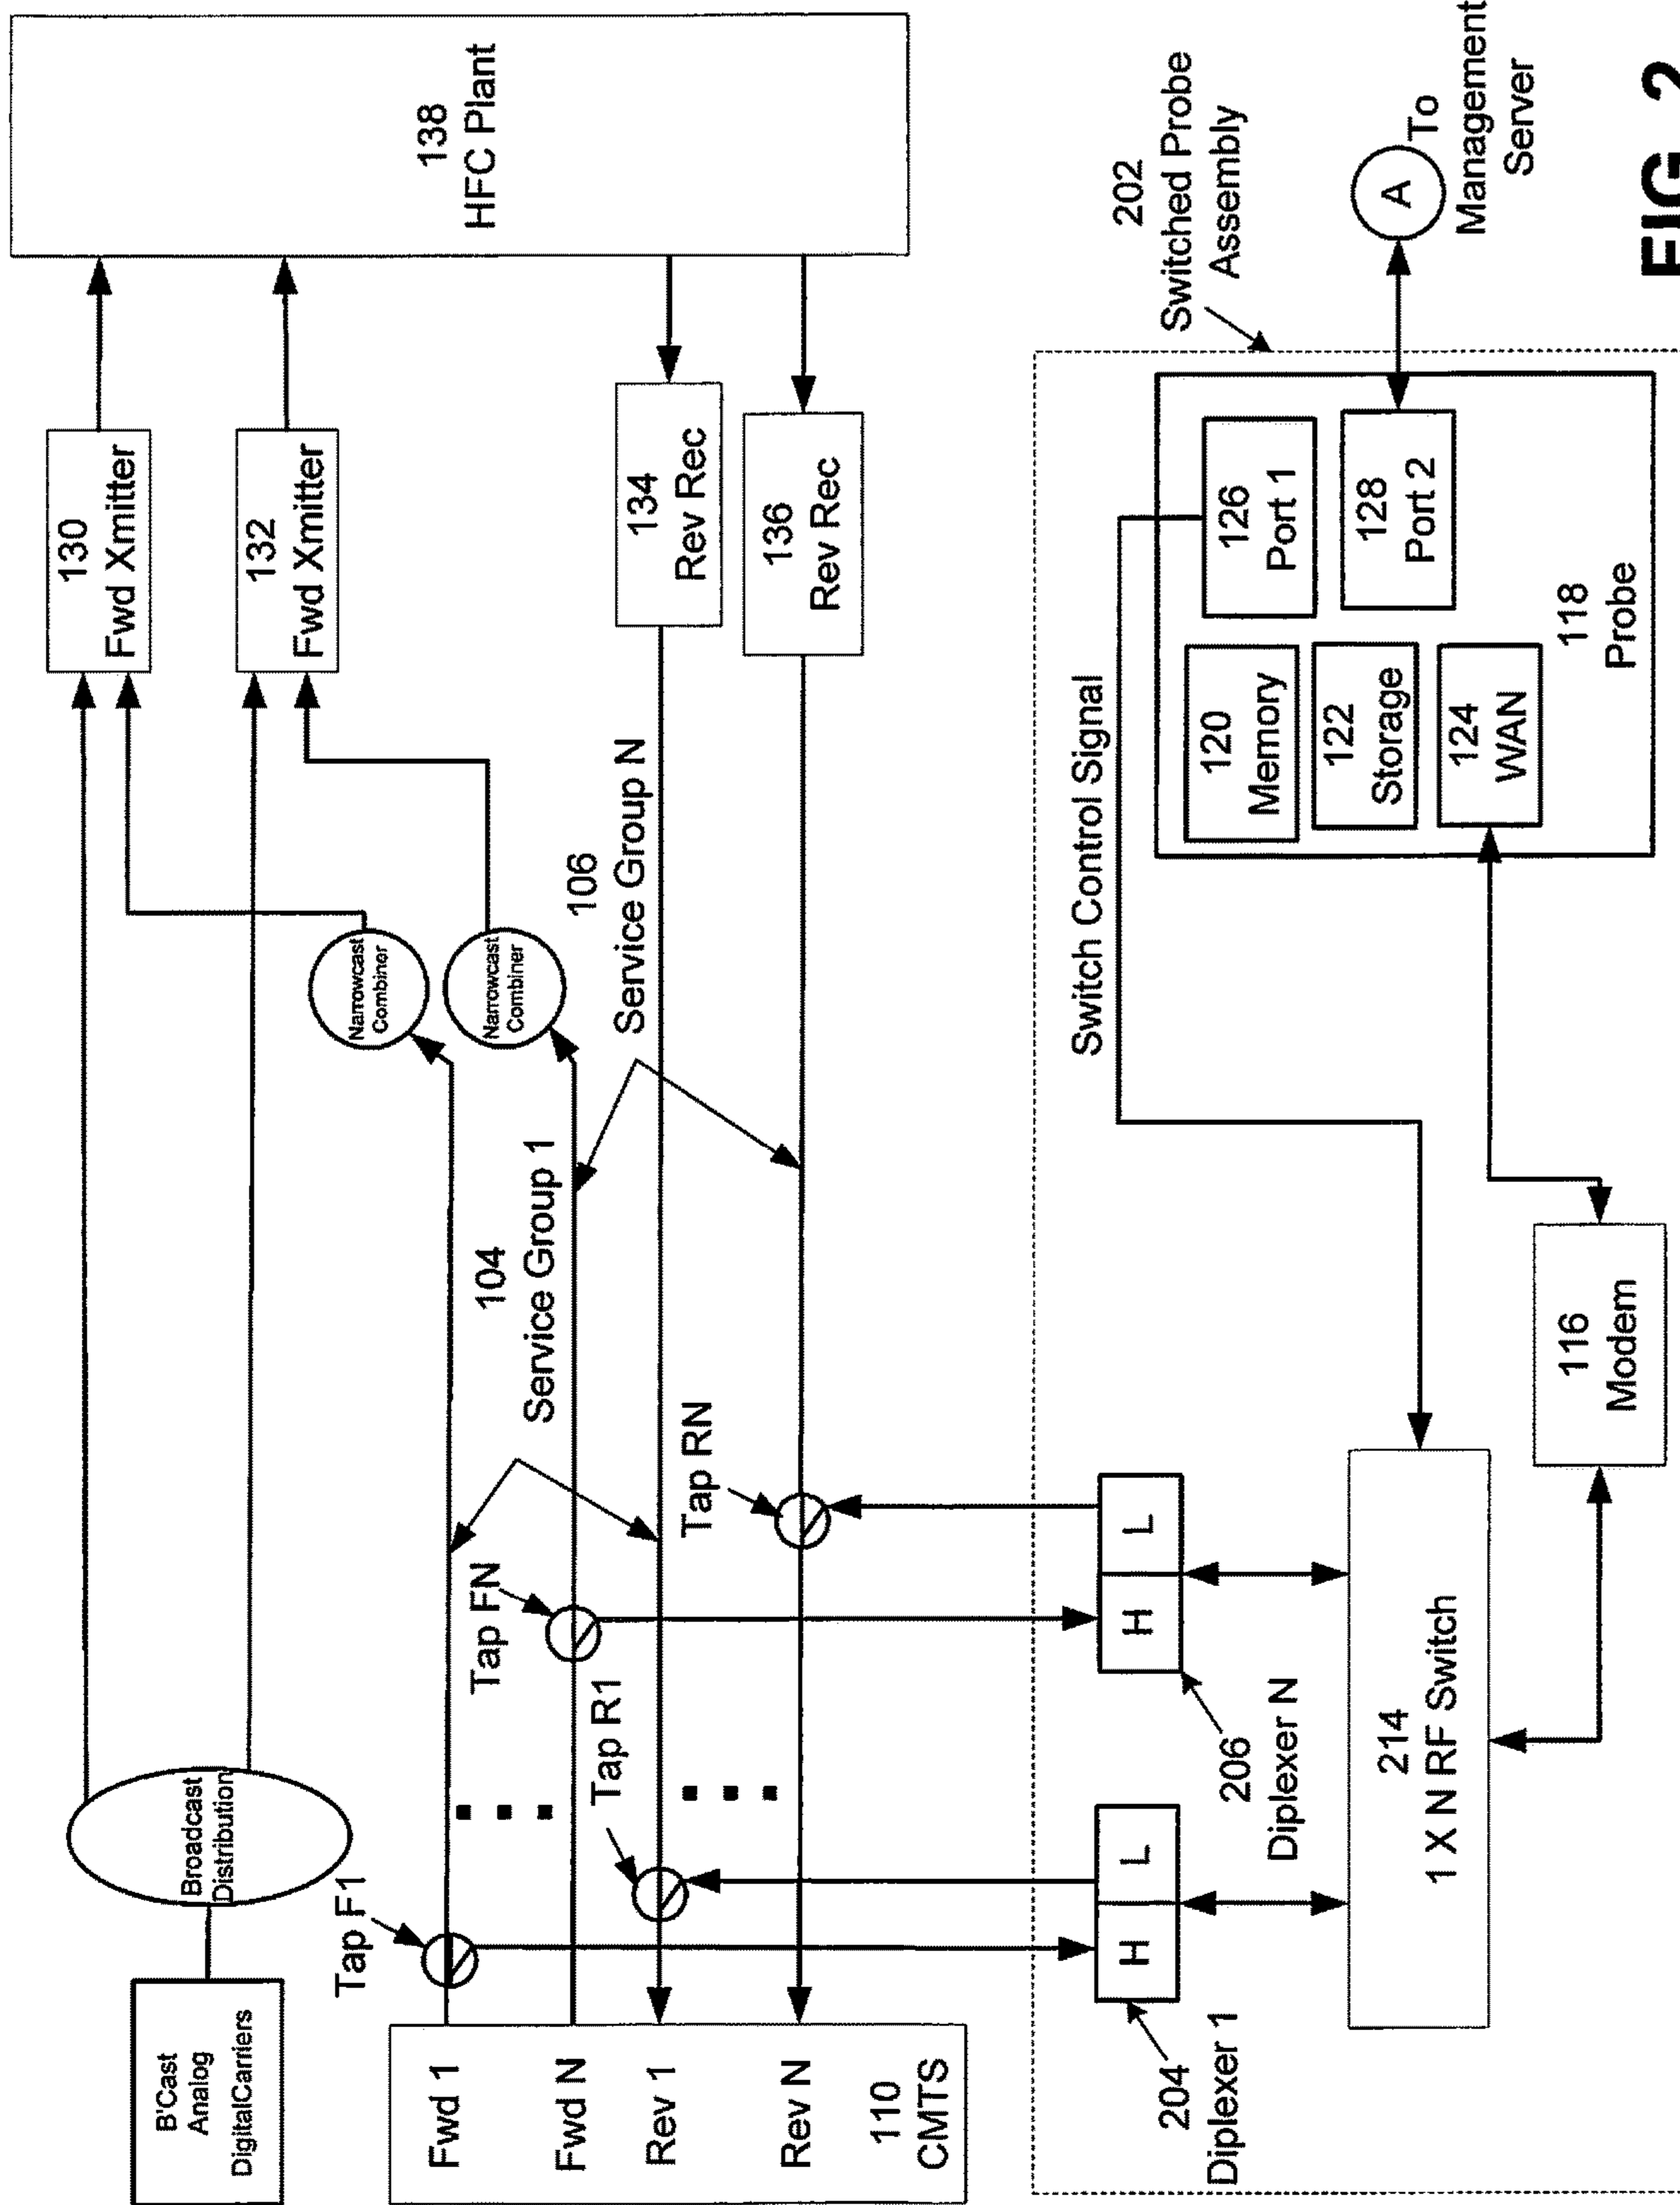 B'Cast
Analog
DigitalCarriers
Broadcast
Distribution
130
Fwd Xmitter
132
Fwd Xmitter
138
HFC Plant
Narrowcast
Combiner
Narrowcast
Combiner
134
Rev Rec
136
Rev Rec
Tap F1
Tap FN
Tap R1
Tap RN
104
Service Group 1
106
Service Group N
Fwd 1
Fwd N
Rev 1
Rev N
110
CMTS
202
Switched Probe
Assembly
Switch Control Signal
204
Diplexer 1
H
L
206
Diplexer N
H
L
214
1 X N RF Switch
116
Modem
120
Memory
122
Storage
124
WAN
126
Port 1
128
Port 2
118
Probe
A
To
Management
Server
FIG. 2